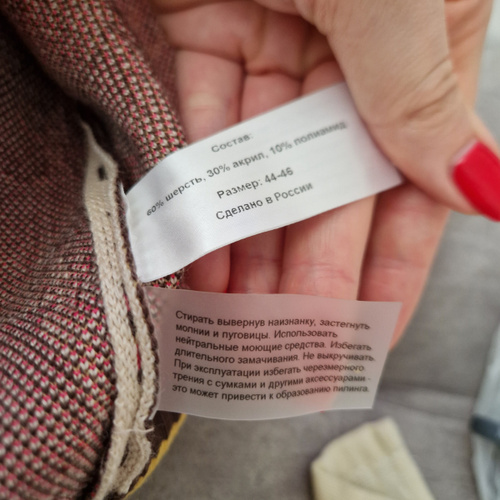 Состав:
60% шерсть, 30% акрил, 10% полиамид
Размер: 44-46
Сделано в России
Стирать вывернув наизнанку, застегнуть
молнии и пуговицы. Использовать
нейтральные моющие средства. Избегать
длительного замачивания. Не выкручивать.
При эксплуатации избегать чрезмерного
трения с сумками и другими аксессуарами -
это может привести к образованию пилинга.